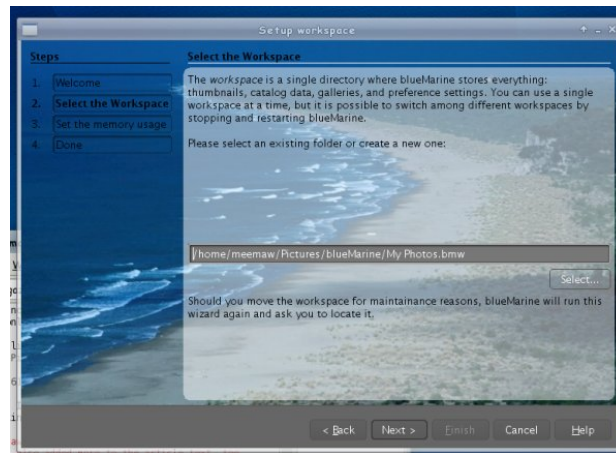 Setup workspace
Steps
1. Welcome
2. Select the Workspace
3. Set the memory usage
4. Done
Select the Workspace
The workspace is a single directory where blueMarine stores everything:
thumbnails, catalog data, galleries, and preference settings. You can use a single
workspace at a time, but it is possible to switch among different workspaces by
stopping and restarting blueMarine.
Please select an existing folder or create a new one:
/home/meemaw/Pictures/blueMarine/My Photos.bmw
Select...
Should you move the workspace for maintainance reasons, blueMarine will run this
wizard again and ask you to locate it.
< Back
Next >
Finish
Cancel
Help